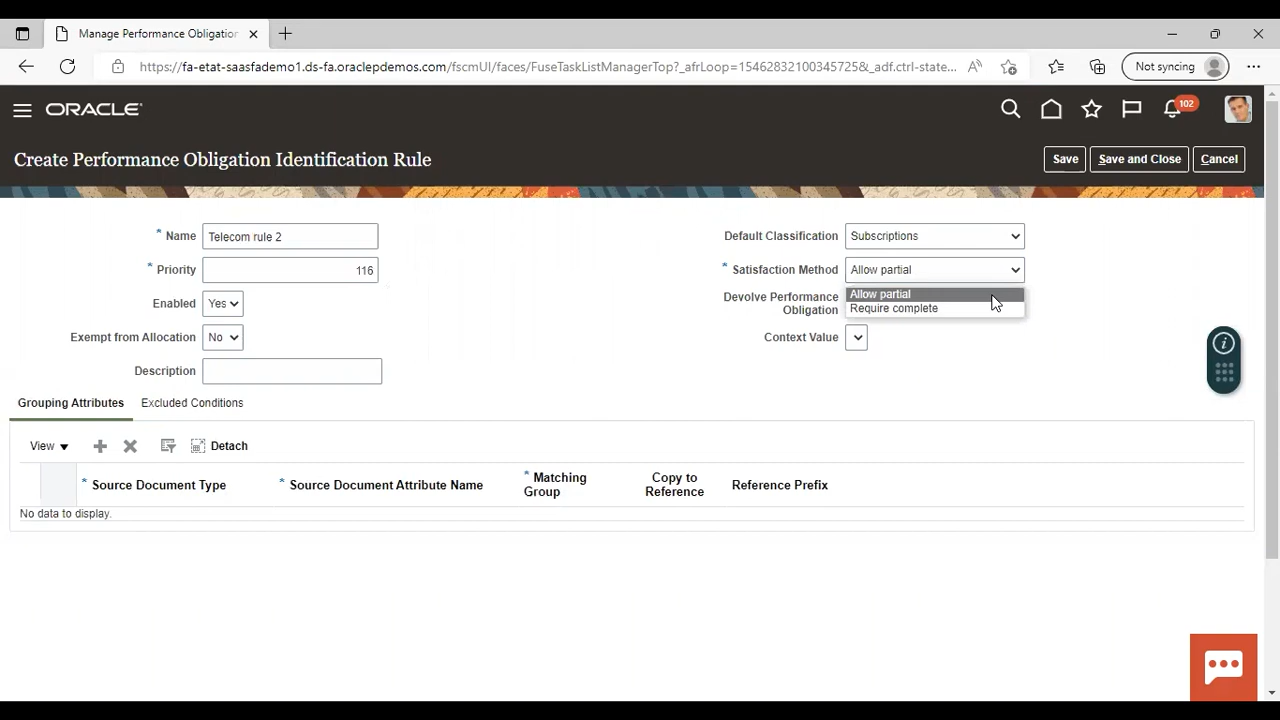 Manage Performance Obligation
https://fa-etat-saasfademo1.ds-fa.oraclepdemos.com/fscmUI/faces/FuseTaskListManagerTop?_afrLoop=15462832100345725&_adf.ctrl-state...
Not syncing
ORACLE
102
Create Performance Obligation Identification Rule
Save
Save and Close
Cancel
* Name
Telecom rule 2
* Priority
116
Enabled
Yes
Exempt from Allocation
No
Description
Default Classification
Subscriptions
* Satisfaction Method
Allow partial
Allow partial
Require complete
Devolve Performance
Obligation
Context Value
Grouping Attributes
Excluded Conditions
View
Detach
* Source Document Type
* Source Document Attribute Name
* Matching
Group
Copy to
Reference
Reference Prefix
No data to display.